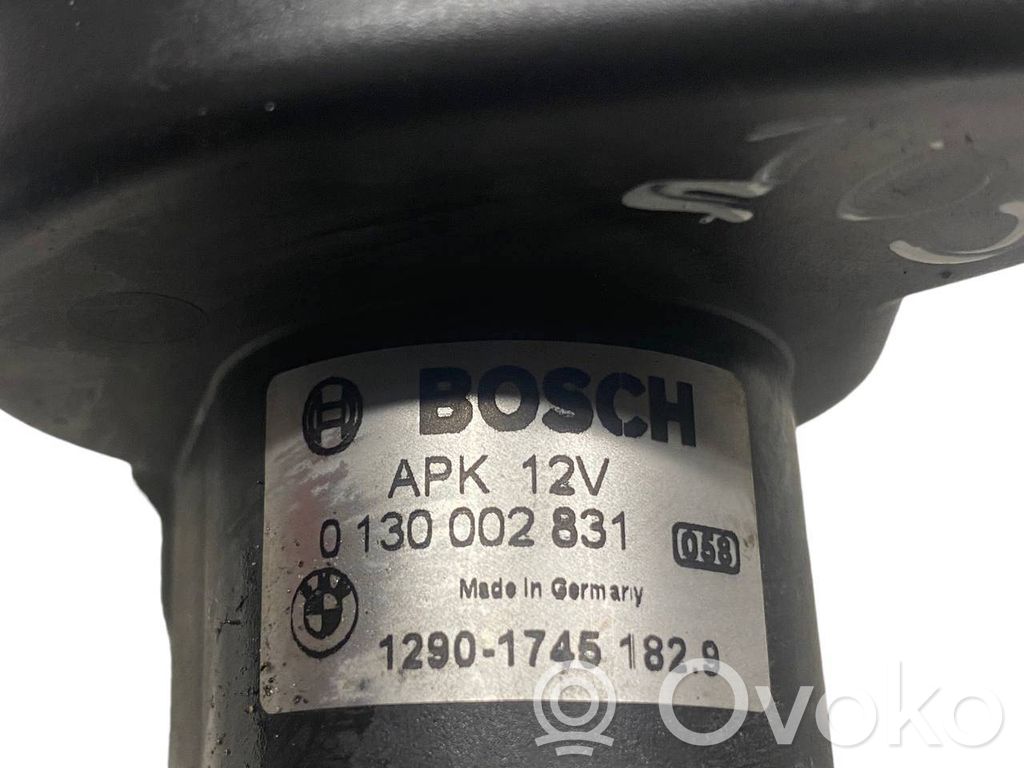 BOSCH
APK 12V
0 130 002 831
058
Made in Germany
1290-1745 182.9
Ovoko